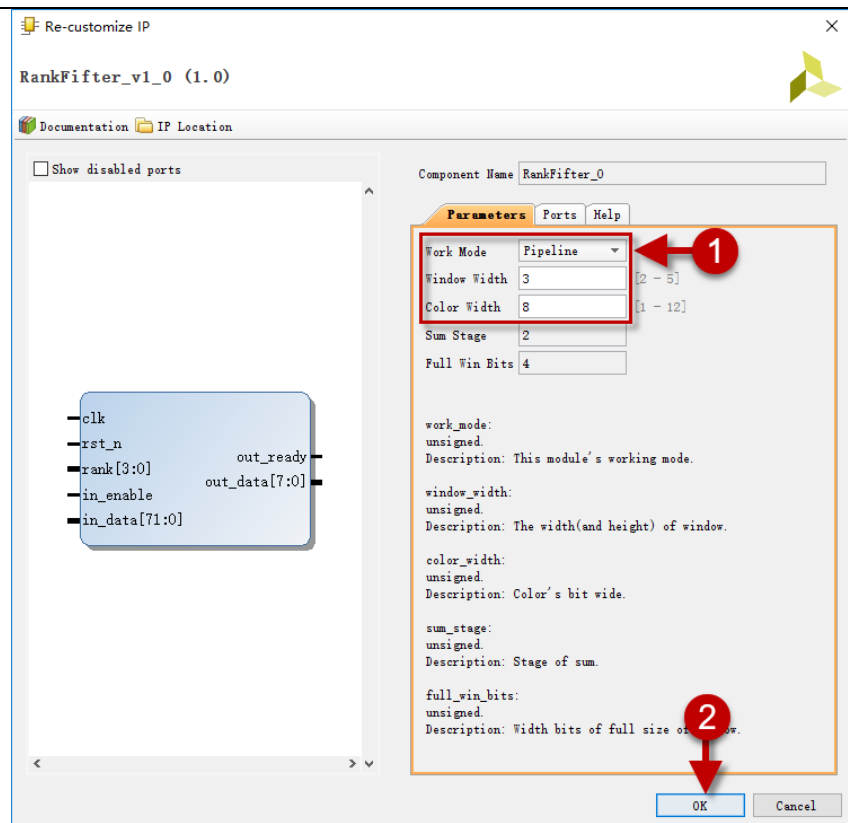 Re-customize IP
RankFifter_v1_0 (1.0)
Documentation IP Location
Show disabled ports
clk
rst_n
rank[3:0]
in_enable
in_data[71:0]
out_ready
out_data[7:0]
Component Name RankFifter_0
Parameters Ports Help
Work Mode Pipeline
1
Window Width 3 [2 - 5]
Color Width 8 [1 - 12]
Sum Stage 2
Full Win Bits 4
work_mode:
unsigned.
Description: This module's working mode.
window_width:
unsigned.
Description: The width(and height) of window.
color_width:
unsigned.
Description: Color's bit wide.
sum_stage:
unsigned.
Description: Stage of sum.
full_win_bits:
unsigned.
Description: Width bits of full size of
2
OK Cancel